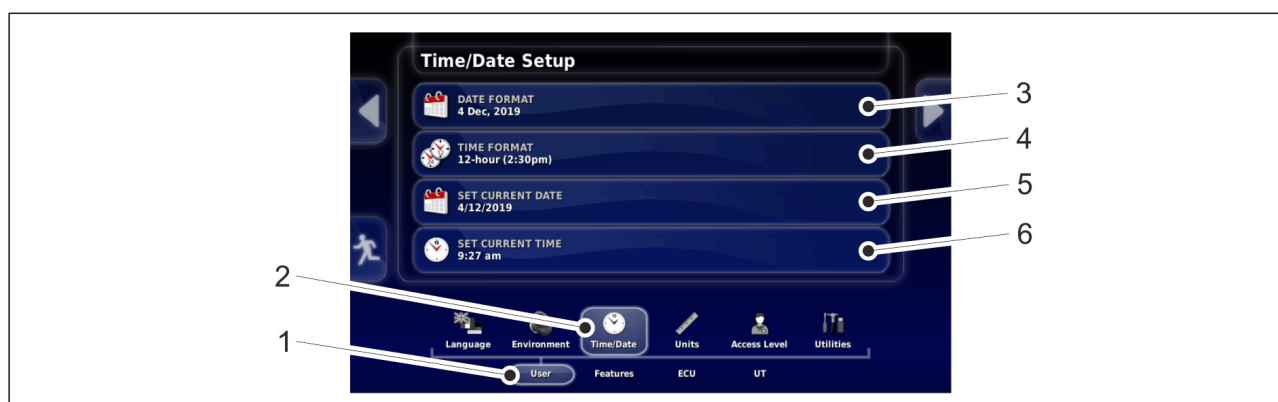 Time/Date Setup
DATE FORMAT
4 Dec, 2019
3
TIME FORMAT
12-hour (2:30pm)
4
SET CURRENT DATE
4/12/2019
5
SET CURRENT TIME
9:27 am
6
2
Language Environment Time/Date Units Access Level Utilities
1
User Features ECU UT